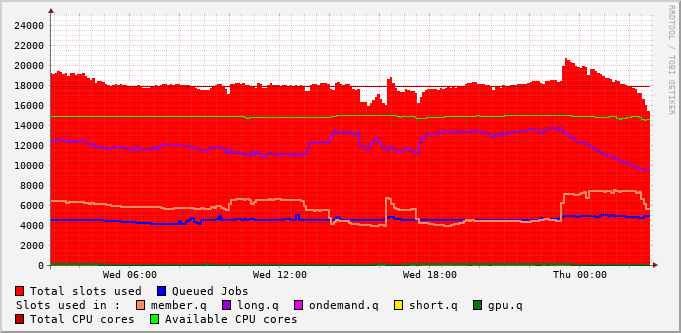 24000
22000
20000
18000
16000
14000
12000
10000
8000
6000
4000
2000
0
Wed 06:00 Wed 12:00 Wed 18:00 Thu 00:00
Total slots used Queued Jobs
Slots used in : member.q long.q ondemand.q short.q gpu.q
Total CPU cores Available CPU cores
RRDTOOL / TOBI OETIKER